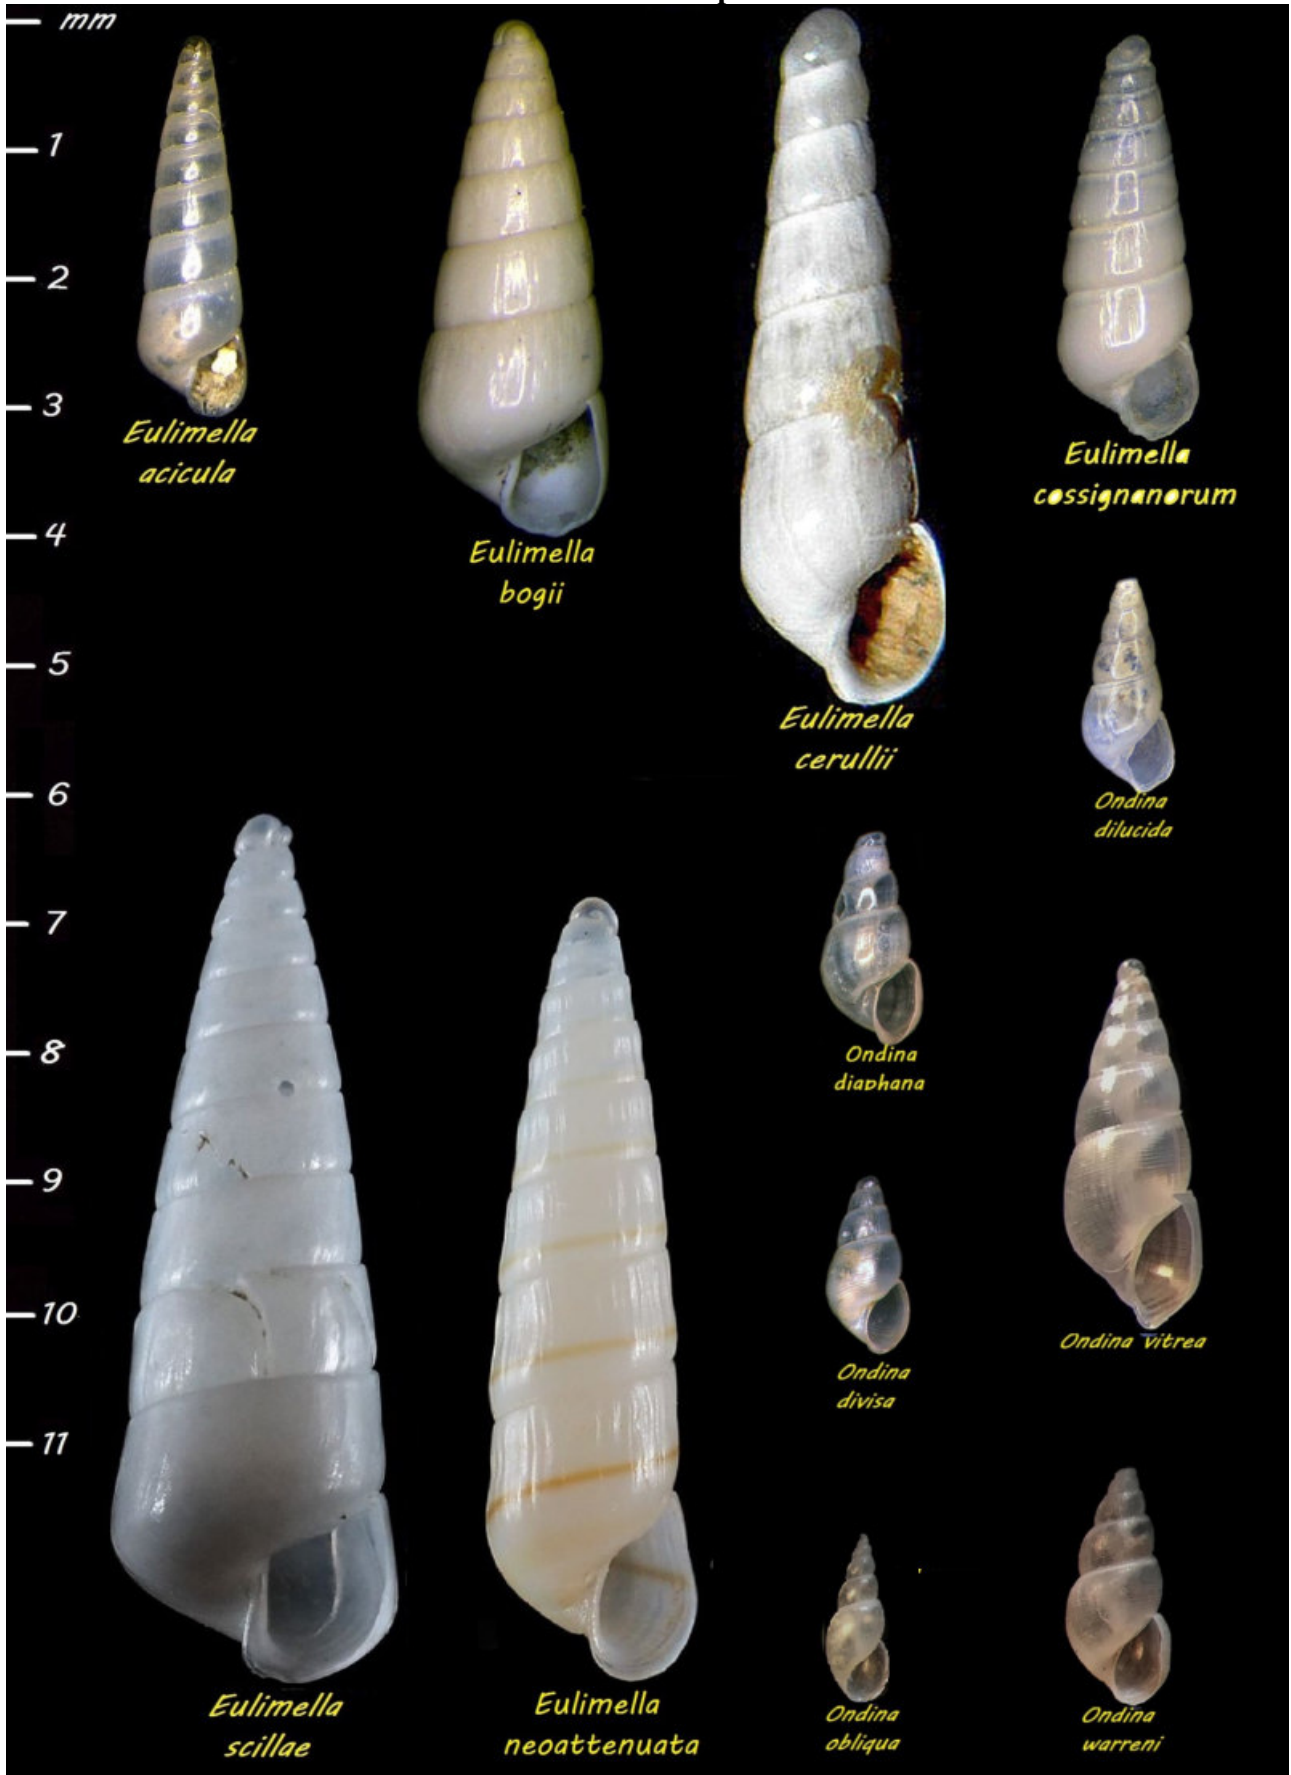 mm
1
2
3
4
5
6
7
8
9
10
11
Eulimella
acicula
Eulimella
bogii
Eulimella
cerullii
Eulimella
cossignanorum
Ondina
dilucida
Ondina
diaphana
Ondina
divisa
Ondina vitrea
Eulimella
scillae
Eulimella
neoattenuata
Ondina
obliqua
Ondina
warreni